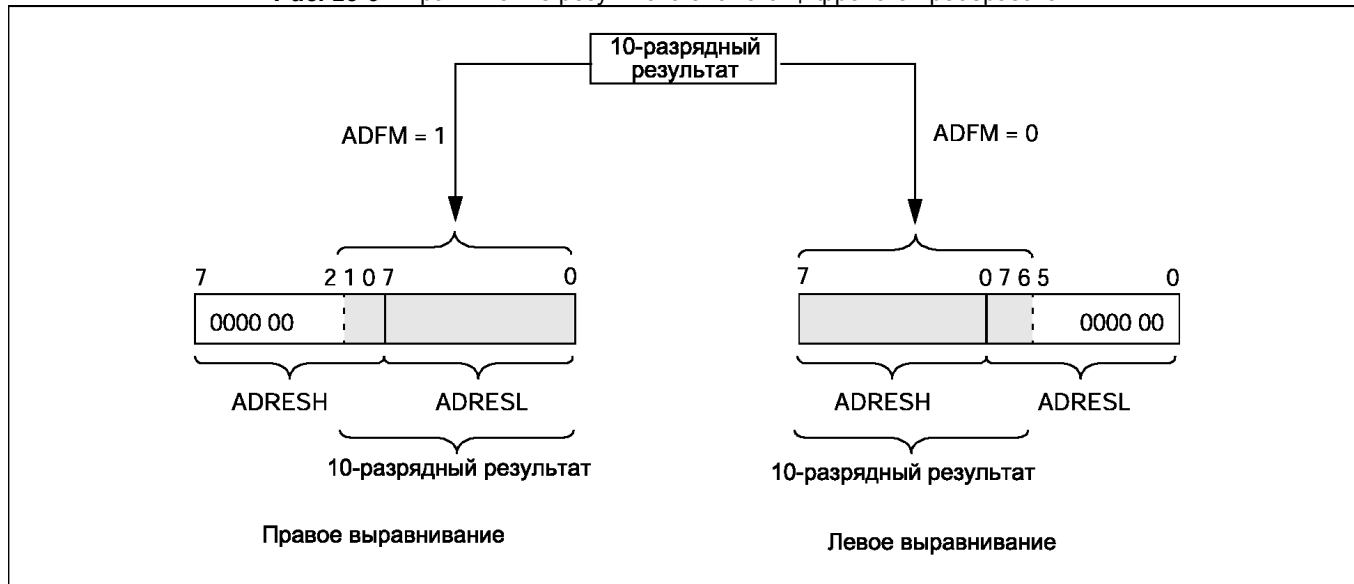 10-разрядный
результат
ADFM = 1
ADFM = 0
7 2 1 0 7 0
7 0 7 6 5 0
0000 00
0000 00
ADRESH ADRESL
ADRESH ADRESL
10-разрядный результат
10-разрядный результат
Правое выравнивание
Левое выравнивание